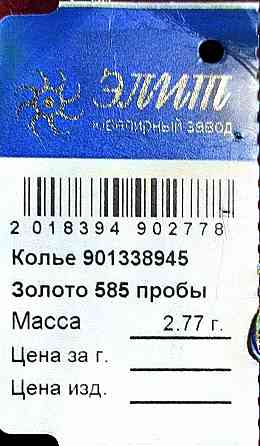 элит
ювелирный завод
2 018394 902778
Колье 901338945
Золото 585 пробы
Масса 2.77 г.
Цена за г.
Цена изд.